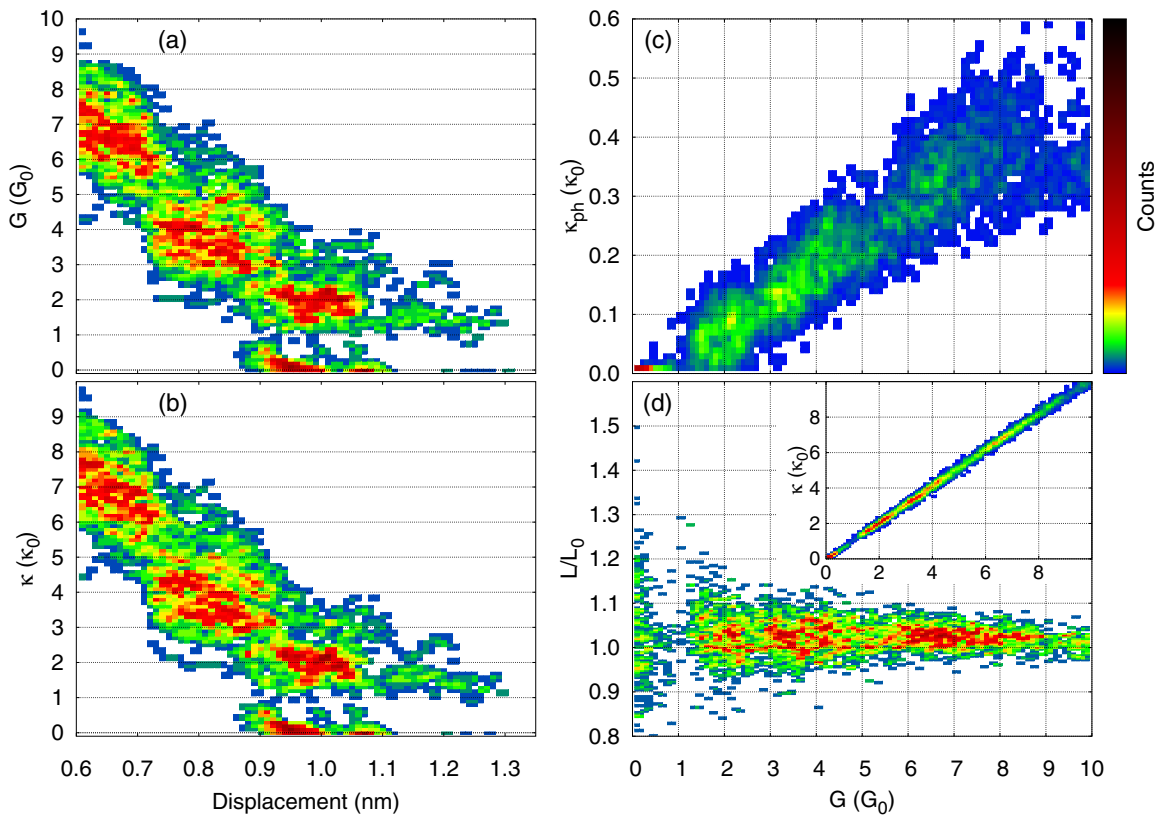 (a)
G (G0)
10
9
8
7
6
5
4
3
2
1
0
(b)
κ (κ0)
9
8
7
6
5
4
3
2
1
0
0.6 0.7 0.8 0.9 1.0 1.1 1.2 1.3
Displacement (nm)
(c)
κph (κ0)
0.6
0.5
0.4
0.3
0.2
0.1
0.0
Counts
(d)
L/L0
1.5
1.4
1.3
1.2
1.1
1.0
0.9
0.8
κ (κ0)
8
6
4
2
0
0 2 4 6 8
0 1 2 3 4 5 6 7 8 9 10
G (G0)